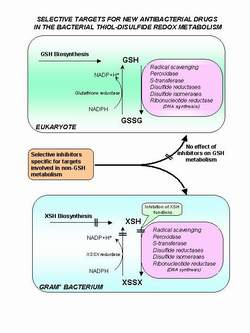 SELECTIVE TARGETS FOR NEW ANTIBACTERIAL DRUGS
IN THE BACTERIAL THIOL-DISULFIDE REDOX METABOLISM
GSH Biosynthesis
GSH
NADP+H⁺
Glutathione reductase
NADPH
GSSG
Radical scavenging
Peroxidase
S-transferase
Disulfide reductases
Disulfide isomerases
Ribonucleotide reductase
(DNA synthesis)
EUKARYOTE
Selective inhibitors
specific for targets
involved in non-GSH
metabolism
No effect of
inhibitors on GSH
metabolism
Inhibition of XSH
functions
XSH Biosynthesis
XSH
NADP+H⁺
XSSX reductase
NADPH
XSSX
Radical scavenging
Peroxidase
S-transferase
Disulfide reductases
Disulfide isomerases
Ribonucleotide reductase
(DNA synthesis)
GRAM⁺ BACTERIUM